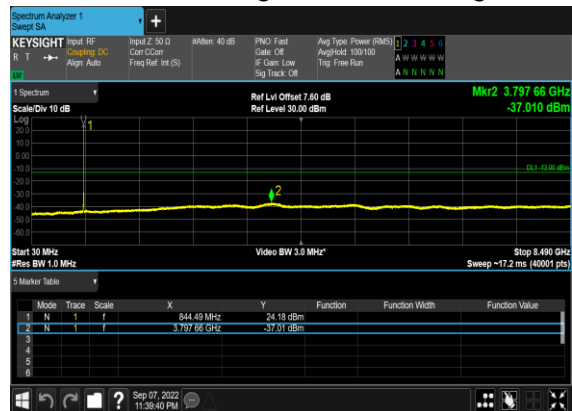 Spectrum Analyzer 1
Swept SA
+
KEYSIGHT Input: RF Input Z: 50 Ω #Atten: 40 dB PNO: Fast Avg Type: Power (RMS) 1 2 3 4 5 6
R T Coupling: DC Corr CCorr Gate: Off Avg|Hold: 100/100 A W W W W W
Align: Auto Freq Ref: Int (S) IF Gain: Low Trig: Free Run
Sig Track: Off A N N N N N
1 Spectrum Ref Lvl Offset 7.60 dB Mkr2 3.797 66 GHz
Scale/Div 10 dB Ref Level 30.00 dBm -37.010 dBm
Log
1
20.0
10.0
0.00
DL1 -13.00 dBm
-10.0
-20.0
-30.0
2
-40.0
-50.0
-60.0
Start 30 MHz Video BW 3.0 MHz* Stop 8.490 GHz
#Res BW 1.0 MHz Sweep ~17.2 ms (40001 pts)
5 Marker Table
Mode Trace Scale X Y Function Function Width Function Value
1 N 1 f 844.49 MHz 24.18 dBm
2 N 1 f 3.797 66 GHz -37.01 dBm
3
4
5
6
? Sep 07, 2022
11:39:40 PM